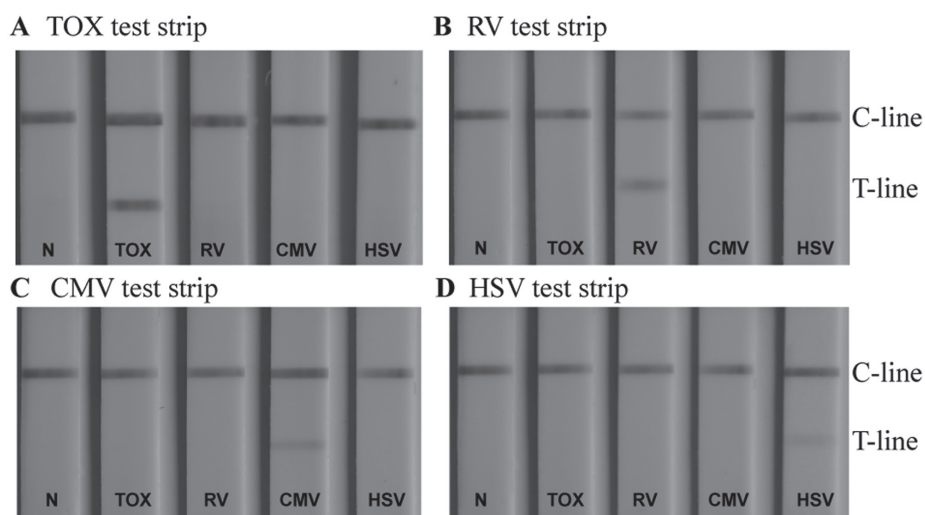 A TOX test strip
B RV test strip
C-line
T-line
N TOX RV CMV HSV
N TOX RV CMV HSV
C CMV test strip
D HSV test strip
C-line
T-line
N TOX RV CMV HSV
N TOX RV CMV HSV